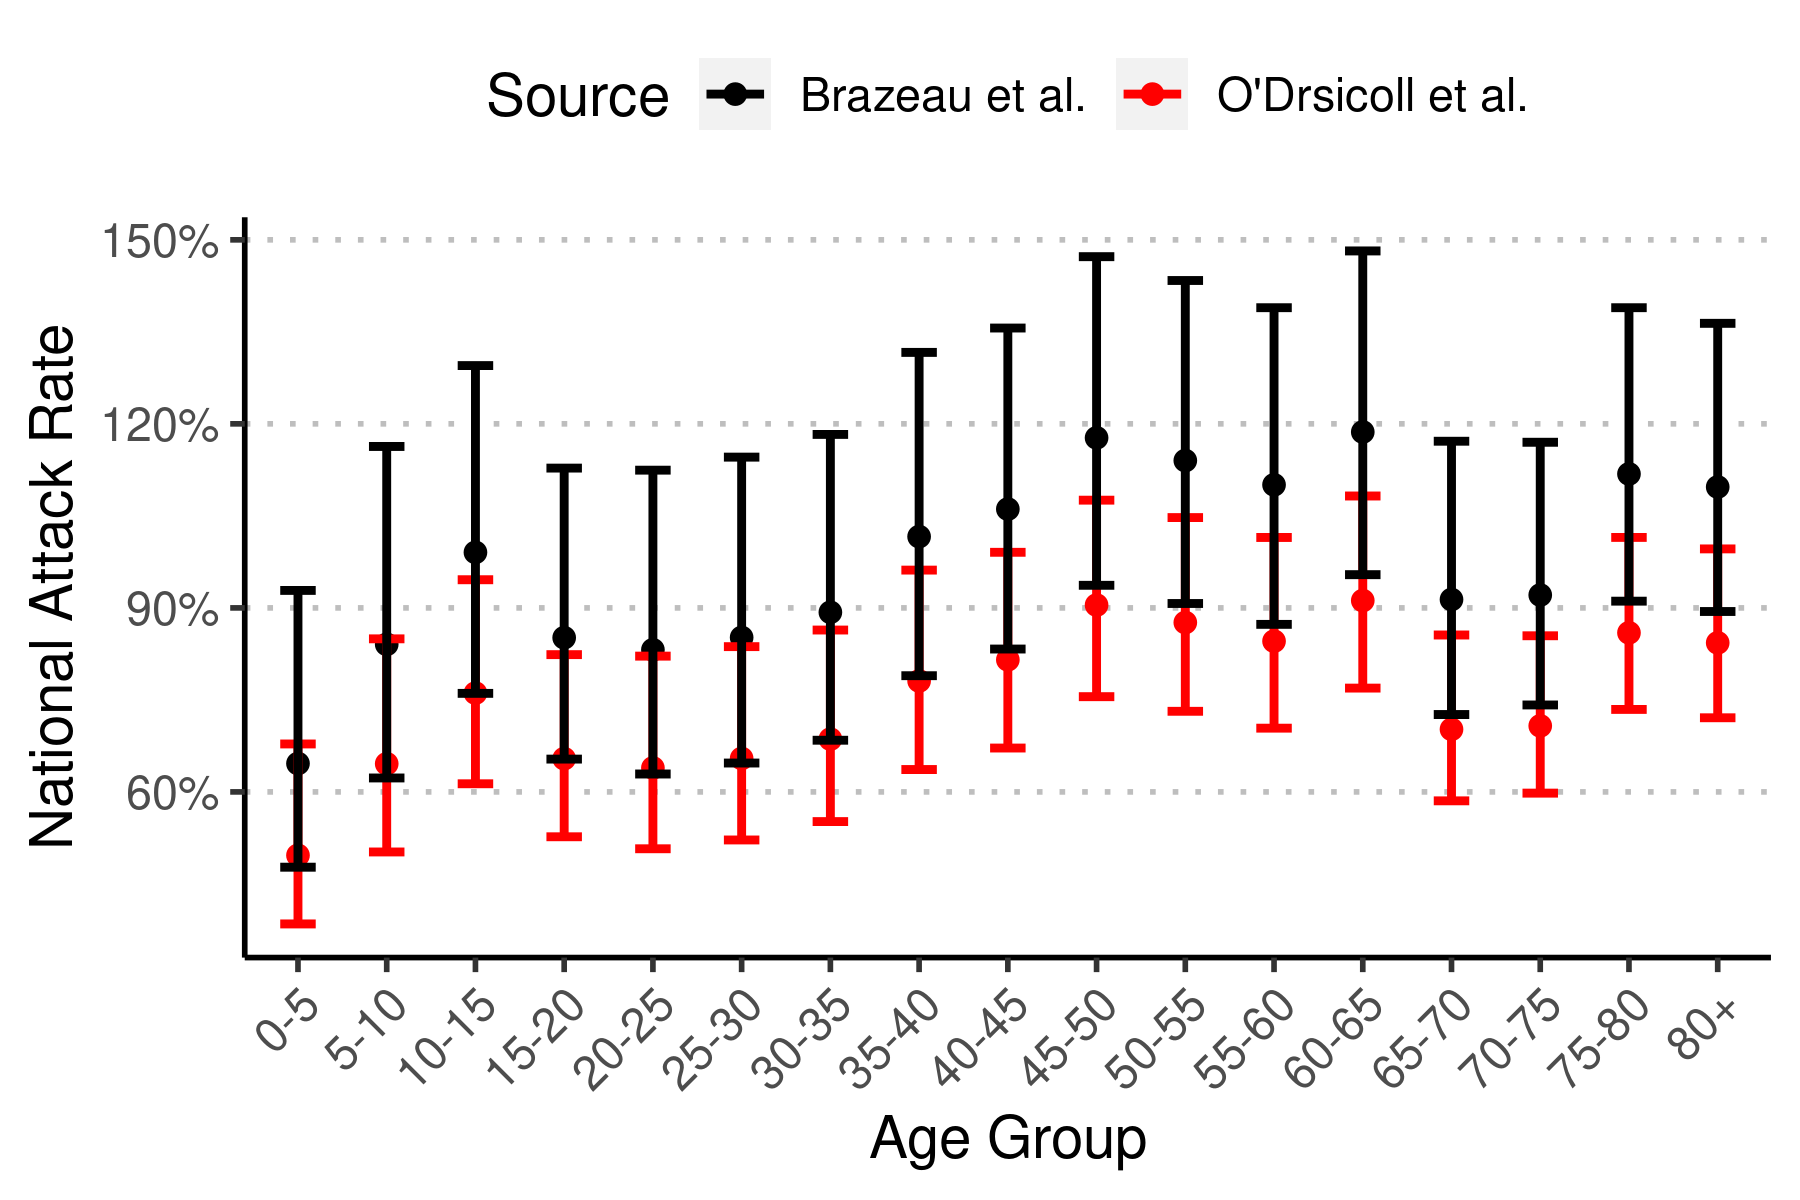 Source Brazeau et al. O'Drsicoll et al.
National Attack Rate
150%
120%
90%
60%
0-5 5-10 10-15 15-20 20-25 25-30 30-35 35-40 40-45 45-50 50-55 55-60 60-65 65-70 70-75 75-80 80+
Age Group